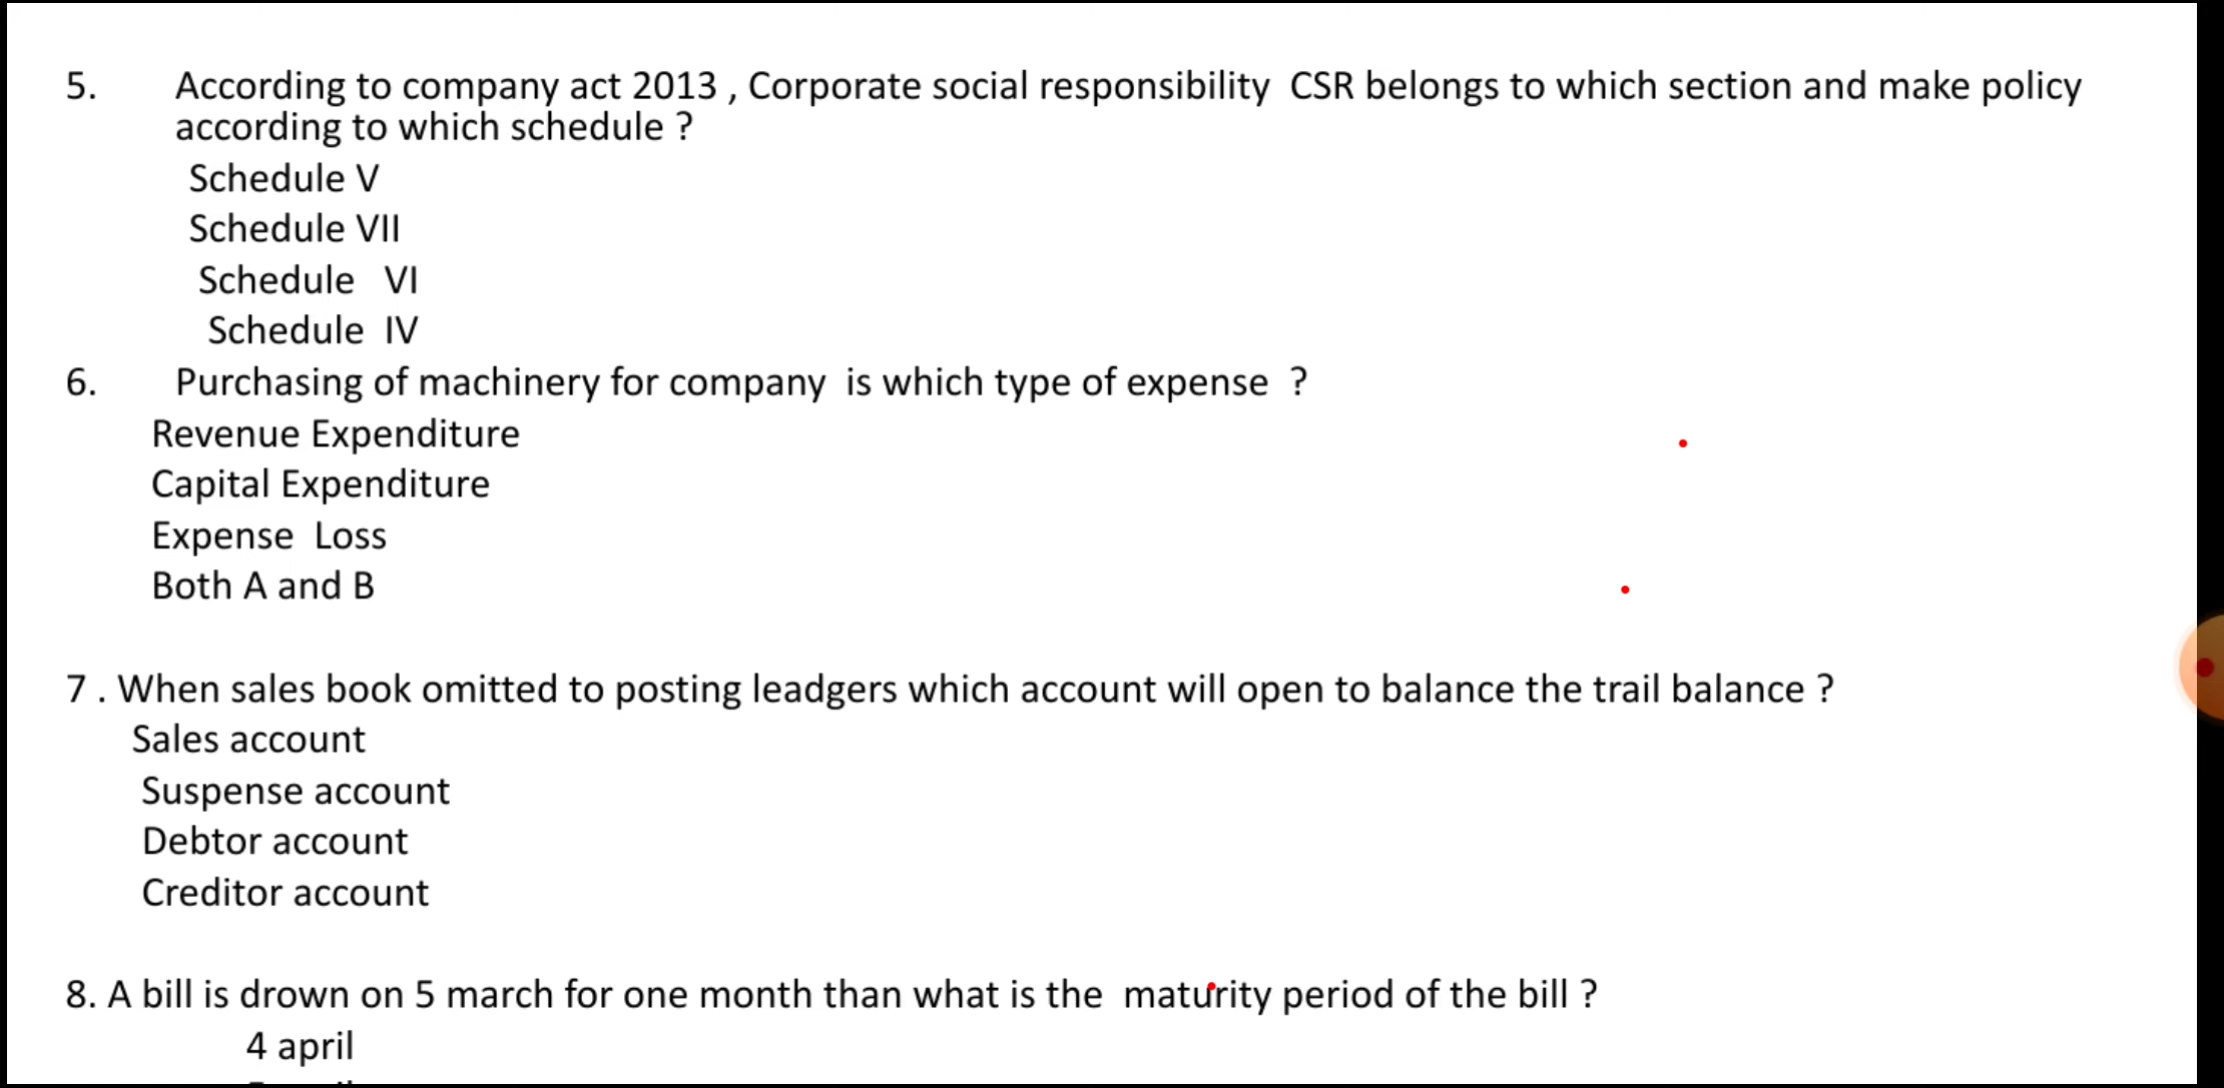 5. According to company act 2013 , Corporate social responsibility CSR belongs to which section and make policy
according to which schedule ?
Schedule V
Schedule VII
Schedule VI
Schedule IV
6. Purchasing of machinery for company is which type of expense ?
Revenue Expenditure
Capital Expenditure
Expense Loss
Both A and B
7 . When sales book omitted to posting leadgers which account will open to balance the trail balance ?
Sales account
Suspense account
Debtor account
Creditor account
8. A bill is drown on 5 march for one month than what is the maturity period of the bill ?
4 april